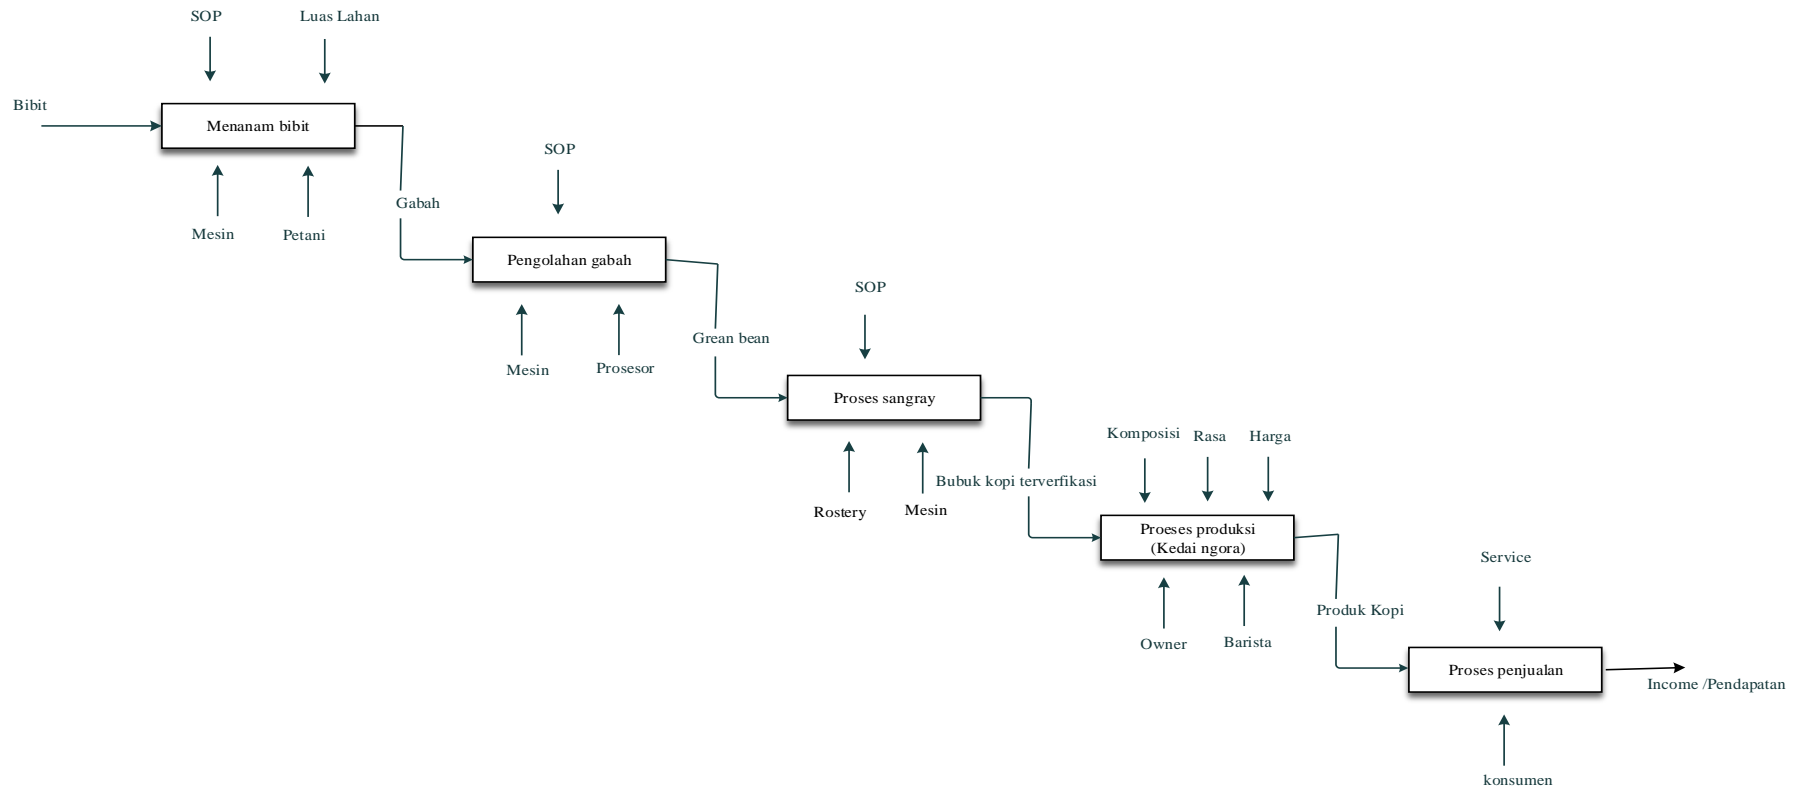 SOP
Luas Lahan
Bibit
Menanam bibit
Mesin
Petani
Gabah
SOP
Pengolahan gabah
Mesin
Prosesor
Grean bean
SOP
Proses sangray
Rostery
Mesin
Bubuk kopi terverfikasi
Komposisi
Rasa
Harga
Proeses produksi
(Kedai ngora)
Owner
Barista
Produk Kopi
Service
Proses penjualan
Income /Pendapatan
konsumen